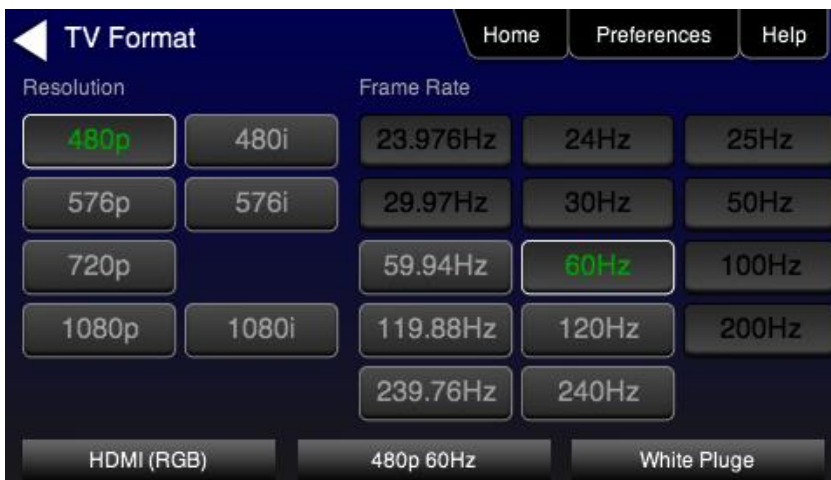 TV Format Home Preferences Help
Resolution Frame Rate
480p 480i 23.976Hz 24Hz 25Hz
576p 576i 29.97Hz 30Hz 50Hz
720p 59.94Hz 60Hz 100Hz
1080p 1080i 119.88Hz 120Hz 200Hz
239.76Hz 240Hz
HDMI (RGB) 480p 60Hz White Pluge